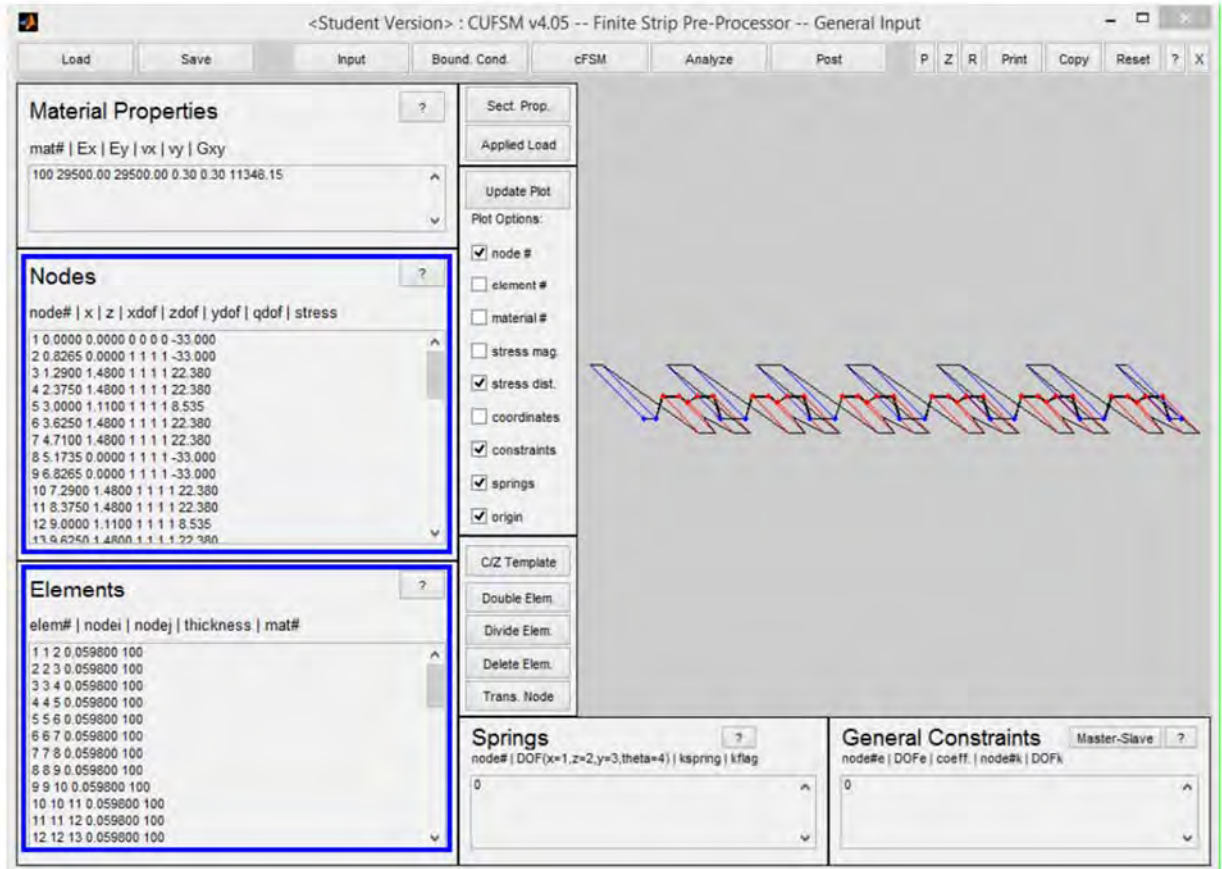 <Student Version> : CUFSM v4.05 -- Finite Strip Pre-Processor -- General Input
Load Save Input Bound. Cond. cFSM Analyze Post P Z R Print Copy Reset ? X
Material Properties ?
mat# | Ex | Ey | vx | vy | Gxy
100 29500.00 29500.00 0.30 0.30 11346.15
Nodes ?
node# | x | z | xdof | zdof | ydof | qdof | stress
1 0.0000 0.0000 0 0 0 0 -33.000
2 0.8265 0.0000 1 1 1 1 -33.000
3 1.2900 1.4800 1 1 1 1 22.380
4 2.3750 1.4800 1 1 1 1 22.380
5 3.0000 1.1100 1 1 1 1 8.535
6 3.6250 1.4800 1 1 1 1 22.380
7 4.7100 1.4800 1 1 1 1 22.380
8 5.1735 0.0000 1 1 1 1 -33.000
9 6.8265 0.0000 1 1 1 1 -33.000
10 7.2900 1.4800 1 1 1 1 22.380
11 8.3750 1.4800 1 1 1 1 22.380
12 9.0000 1.1100 1 1 1 1 8.535
13 9.6250 1.4800 1 1 1 1 22.380
Elements ?
elem# | nodei | nodej | thickness | mat#
1 1 2 0.059800 100
2 2 3 0.059800 100
3 3 4 0.059800 100
4 4 5 0.059800 100
5 5 6 0.059800 100
6 6 7 0.059800 100
7 7 8 0.059800 100
8 8 9 0.059800 100
9 9 10 0.059800 100
10 10 11 0.059800 100
11 11 12 0.059800 100
12 12 13 0.059800 100
Sect. Prop.
Applied Load
Update Plot
Plot Options:
node #
element #
material #
stress mag.
stress dist.
coordinates
constraints
springs
origin
C/Z Template
Double Elem.
Divide Elem.
Delete Elem.
Trans. Node
Springs ?
node# | DOF(x=1,z=2,y=3,theta=4) | kspring | kflag
0
General Constraints Master-Slave ?
node#e | DOFe | coeff. | node#k | DOFk
0